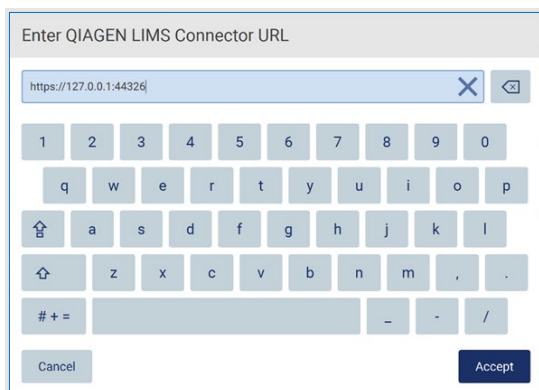 Enter QIAGEN LIMS Connector URL
https://127.0.0.1:44326
1 2 3 4 5 6 7 8 9 0
q w e r t y u i o p
a s d f g h j k l
z x c v b n m , .
# + = _ - /
Cancel Accept